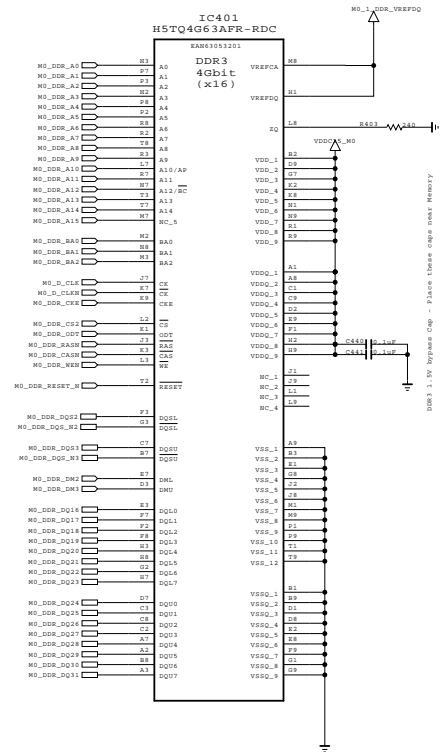 M0_1_DDR_VREFDQ
IC401
H5TQ4G63AFR-RDC
EAN63053201
DDR3
4Gbit
(x16)
M0_DDR_A0 N3 A0
M0_DDR_A1 P7 A1
M0_DDR_A2 P3 A2
M0_DDR_A3 N2 A3
M0_DDR_A4 P8 A4
M0_DDR_A5 P2 A5
M0_DDR_A6 R8 A6
M0_DDR_A7 R2 A7
M0_DDR_A8 T8 A8
M0_DDR_A9 R3 A9
M0_DDR_A10 L7 A10/AP
M0_DDR_A11 R7 A11
M0_DDR_A12 N7 A12/BC
M0_DDR_A13 T3 A13
M0_DDR_A14 T7 A14
M0_DDR_A15 M7 NC_5
M0_DDR_BA0 M2 BA0
M0_DDR_BA1 N8 BA1
M0_DDR_BA2 M3 BA2
M0_D_CLK J7 CK
M0_D_CLKN K7 CK
M0_DDR_CKE K9 CKE
M0_DDR_CS2 L2 CS
M0_DDR_ODT K1 ODT
M0_DDR_RASN J3 RAS
M0_DDR_CASN K3 CAS
M0_DDR_WEN L3 WE
M0_DDR_RESET_N T2 RESET
M0_DDR_DQS2 F3 DQSL
M0_DDR_DQS_N2 G3 DQSL
M0_DDR_DQS3 C7 DQSU
M0_DDR_DQS_N3 B7 DQSU
M0_DDR_DM2 E7 DML
M0_DDR_DM3 D3 DMU
M0_DDR_DQ16 E3 DQL0
M0_DDR_DQ17 F7 DQL1
M0_DDR_DQ18 F2 DQL2
M0_DDR_DQ19 F8 DQL3
M0_DDR_DQ20 H3 DQL4
M0_DDR_DQ21 H8 DQL5
M0_DDR_DQ22 G2 DQL6
M0_DDR_DQ23 H7 DQL7
M0_DDR_DQ24 D7 DQU0
M0_DDR_DQ25 C3 DQU1
M0_DDR_DQ26 C8 DQU2
M0_DDR_DQ27 C2 DQU3
M0_DDR_DQ28 A7 DQU4
M0_DDR_DQ29 A2 DQU5
M0_DDR_DQ30 B8 DQU6
M0_DDR_DQ31 A3 DQU7
VREFCA M8
VREFDQ H1
ZQ L8 R403 240
VDD_1 B2
VDD_2 D9
VDD_3 G7
VDD_4 K2
VDD_5 K8
VDD_6 N1
VDD_7 N9
VDD_8 R1
VDD_9 R9
VDDQ_1 A1
VDDQ_2 A8
VDDQ_3 C1
VDDQ_4 C9
VDDQ_5 D2
VDDQ_6 E9
VDDQ_7 F1
VDDQ_8 H2 C440 0.1uF
VDDQ_9 H9 C441 0.1uF
NC_1 J1
NC_2 J9
NC_3 L1
NC_4 L9
VSS_1 A9
VSS_2 B3
VSS_3 E1
VSS_4 G8
VSS_5 J2
VSS_6 J8
VSS_7 M1
VSS_8 M9
VSS_9 P1
VSS_10 P9
VSS_11 T1
VSS_12 T9
VSSQ_1 B1
VSSQ_2 B9
VSSQ_3 D1
VSSQ_4 D8
VSSQ_5 E2
VSSQ_6 E8
VSSQ_7 F9
VSSQ_8 G1
VSSQ_9 G9
DDR3 1.5V bypass Cap - Place these caps near Memory